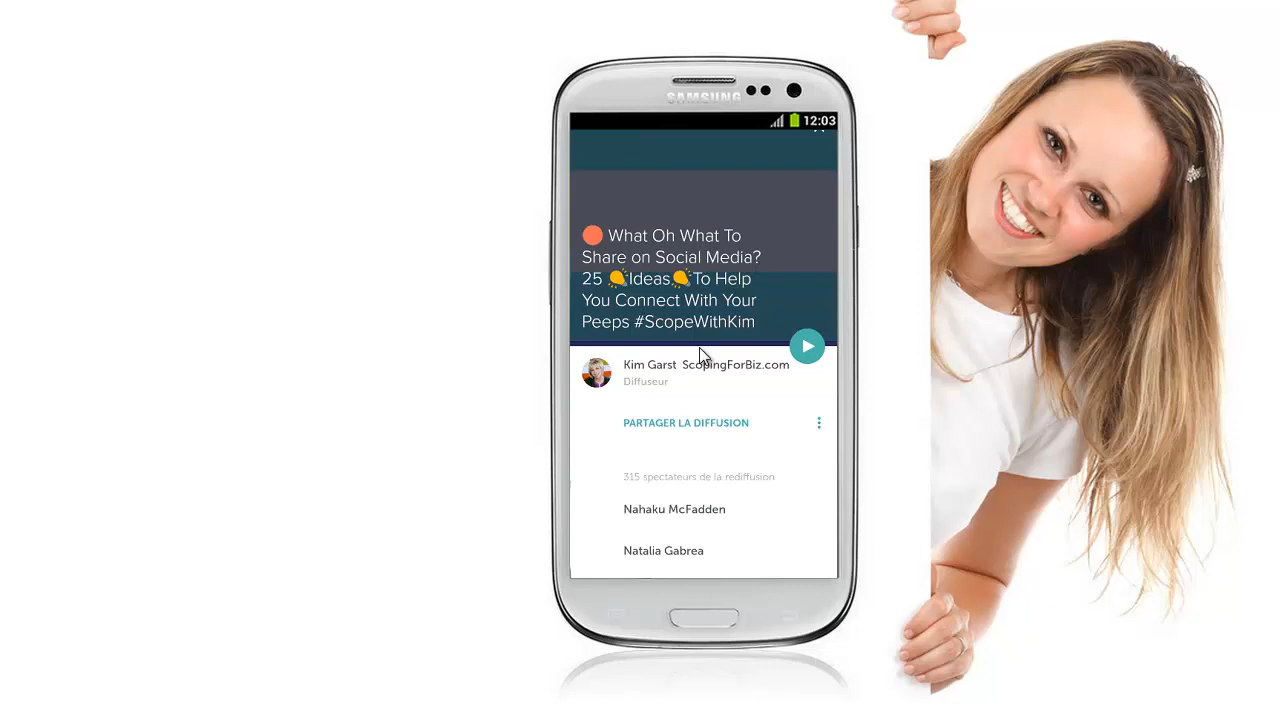 SAMSUNG
12:03
What Oh What To
Share on Social Media?
25 Ideas To Help
You Connect With Your
Peeps #ScopeWithKim
Kim Garst ScopingForBiz.com
Diffuseur
PARTAGER LA DIFFUSION
315 spectateurs de la rediffusion
Nahaku McFadden
Natalia Gabrea